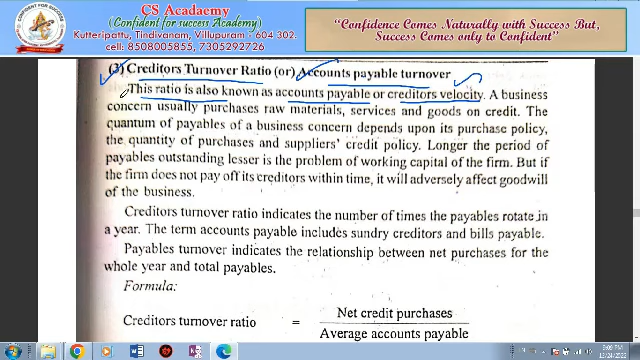 CS Acadaemy
(Confident for success Academy)
Kutteripattu, Tindivanam, Villupuram - 604 302.
cell: 8508005855, 7305292726
"Confidence Comes Naturally with Success But,
Success Comes only to Confident"
(3) Creditors Turnover Ratio (or) Accounts payable turnover
This ratio is also known as accounts payable or creditors velocity. A business
concern usually purchases raw materials, services and goods on credit. The
quantum of payables of a business concern depends upon its purchase policy,
the quantity of purchases and suppliers' credit policy. Longer the period of
payables outstanding lesser is the problem of working capital of the firm. But if
the firm does not pay off its creditors within time, it will adversely affect goodwill
of the business.
Creditors turnover ratio indicates the number of times the payables rotate in
a year. The term accounts payable includes sundry creditors and bills payable.
Payables turnover indicates the relationship between net purchases for the
whole year and total payables.
Formula:
Net credit purchases
Creditors turnover ratio =
Average accounts payable